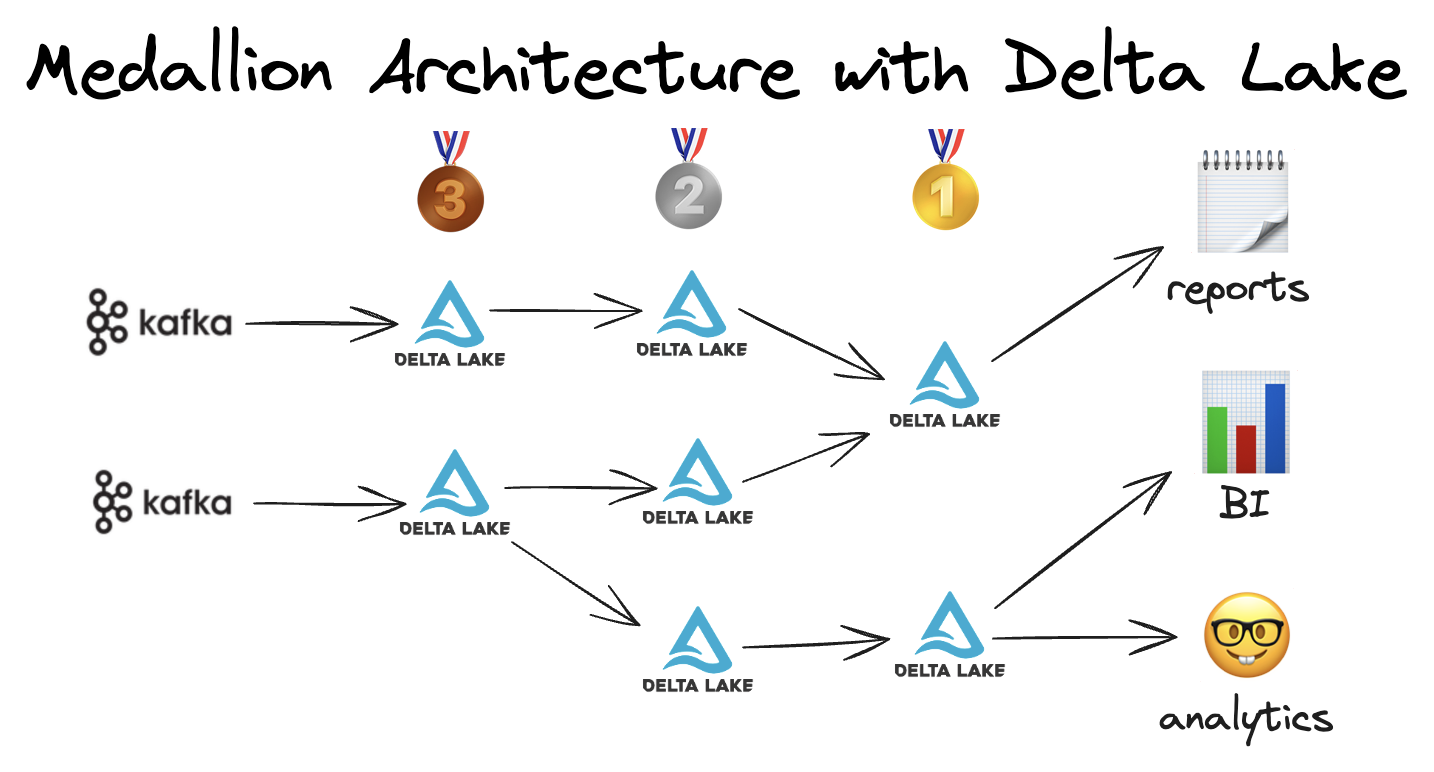 Medallion Architecture with Delta Lake
3
2
1
reports
kafka
DELTA LAKE
DELTA LAKE
DELTA LAKE
BI
kafka
DELTA LAKE
DELTA LAKE
DELTA LAKE
DELTA LAKE
analytics